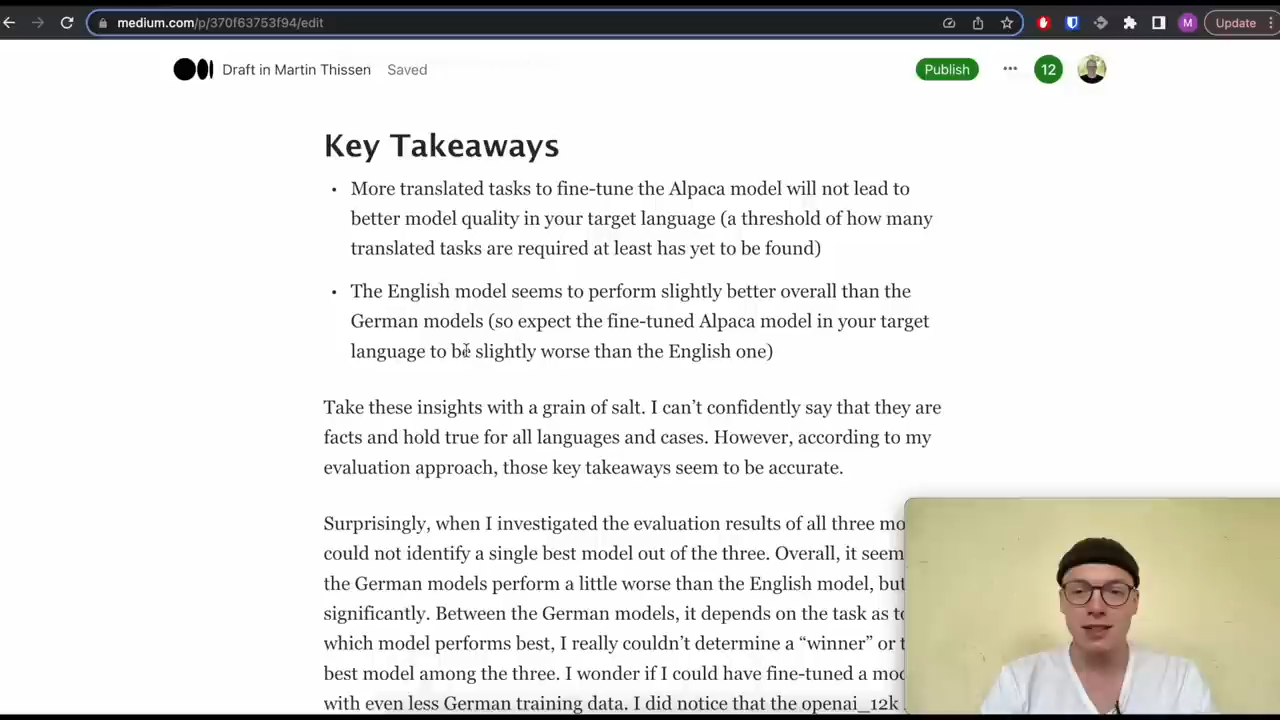 medium.com/p/370f63753f94/edit
Update
M
Draft in Martin Thissen
Saved
Publish
12
Key Takeaways
• More translated tasks to fine-tune the Alpaca model will not lead to
better model quality in your target language (a threshold of how many
translated tasks are required at least has yet to be found)
• The English model seems to perform slightly better overall than the
German models (so expect the fine-tuned Alpaca model in your target
language to be slightly worse than the English one)
Take these insights with a grain of salt. I can’t confidently say that they are
facts and hold true for all languages and cases. However, according to my
evaluation approach, those key takeaways seem to be accurate.
Surprisingly, when I investigated the evaluation results of all three mo
could not identify a single best model out of the three. Overall, it seem
the German models perform a little worse than the English model, but
significantly. Between the German models, it depends on the task as to
which model performs best, I really couldn’t determine a “winner” or t
best model among the three. I wonder if I could have fine-tuned a mod
with even less German training data. I did notice that the openai_12k